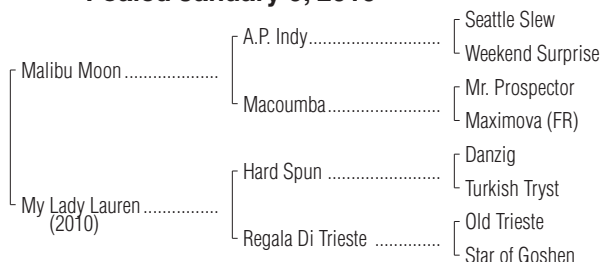 Foaled January
Seattle Slew
A.P. Indy
Weekend Surprise
Malibu Moon
Mr. Prospector
Macoumba
Maximova (FR)
Danzig
Hard Spun
Turkish Tryst
My Lady Lauren
(2010)
Old Trieste
Regala Di Trieste
Star of Goshen